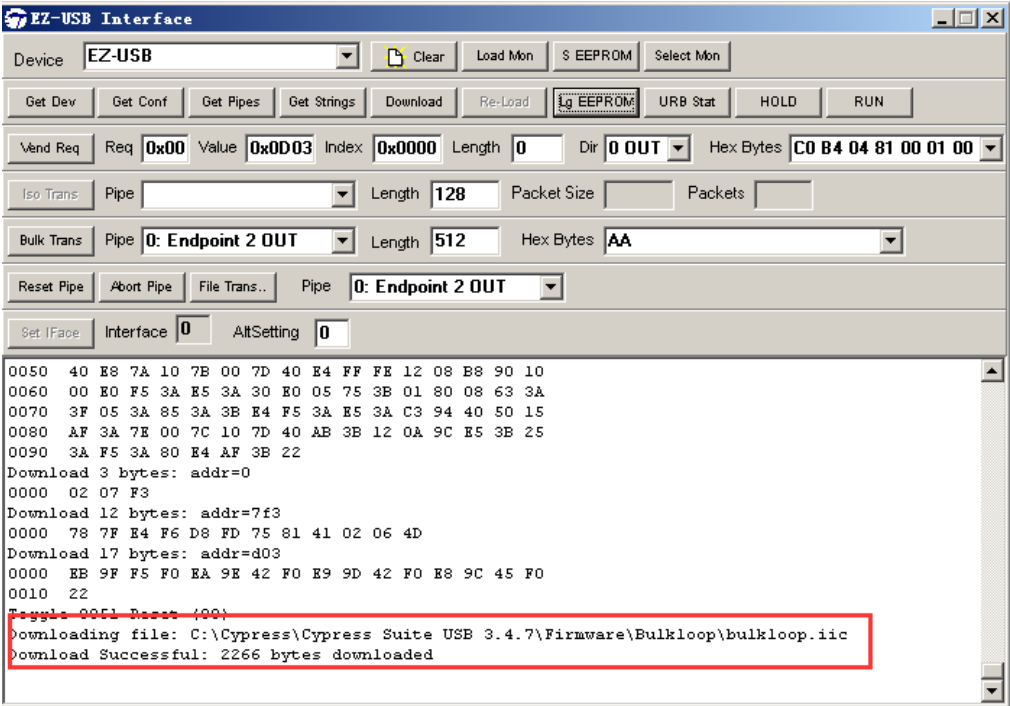 EZ-USB Interface
Device EZ-USB Clear Load Mon S EEPROM Select Mon
Get Dev Get Conf Get Pipes Get Strings Download Re-Load Lg EEPROM URB Stat HOLD RUN
Vend Req Req 0x00 Value 0x0D03 Index 0x0000 Length 0 Dir 0 OUT Hex Bytes C0 B4 04 81 00 01 00
Iso Trans Pipe Length 128 Packet Size Packets
Bulk Trans Pipe 0: Endpoint 2 OUT Length 512 Hex Bytes AA
Reset Pipe Abort Pipe File Trans.. Pipe 0: Endpoint 2 OUT
Set IFace Interface 0 AltSetting 0
0050 40 E8 7A 10 7B 00 7D 40 E4 FF FE 12 08 B8 90 10
0060 00 E0 F5 3A E5 3A 30 E0 05 75 3B 01 80 08 63 3A
0070 3F 05 3A 85 3A 3B E4 F5 3A E5 3A C3 94 40 50 15
0080 AF 3A 7E 00 7C 10 7D 40 AB 3B 12 0A 9C E5 3B 25
0090 3A F5 3A 80 E4 AF 3B 22
Download 3 bytes: addr=0
0000 02 07 F3
Download 12 bytes: addr=7f3
0000 78 7F E4 F6 D8 FD 75 81 41 02 06 4D
Download 17 bytes: addr=d03
0000 EB 9F F5 F0 EA 9E 42 F0 E9 9D 42 F0 E8 9C 45 F0
0010 22
Toggle 8051 Reset (00)
Downloading file: C:\Cypress\Cypress Suite USB 3.4.7\Firmware\Bulkloop\bulkloop.iic
Download Successful: 2266 bytes downloaded